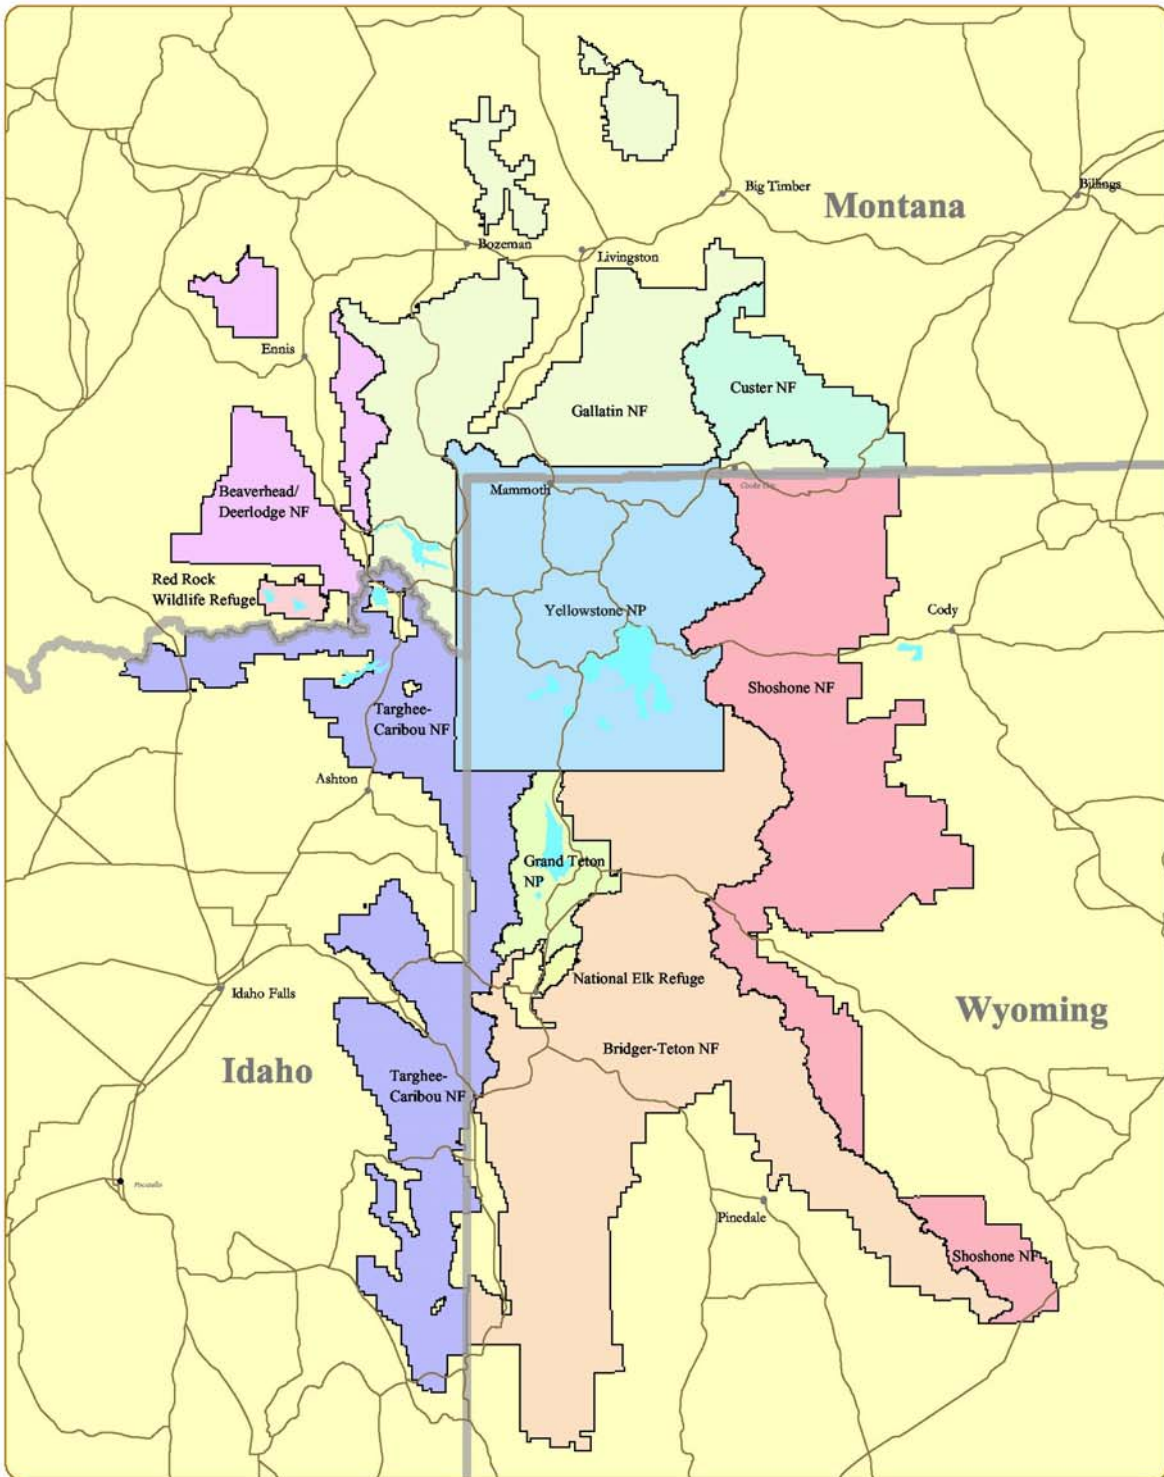 Big Timber
Billings
Montana
Bozeman
Livingston
Ennis
Custer NF
Gallatin NF
Mammoth
Beaverhead/
Deerlodge NF
Red Rock
Wildlife Refuge
Yellowstone NP
Cody
Shoshone NF
Targhee-
Caribou NF
Ashton
Grand Teton
NP
National Elk Refuge
Idaho Falls
Wyoming
Bridger-Teton NF
Idaho
Targhee-
Caribou NF
Pocatello
Pinedale
Shoshone NF